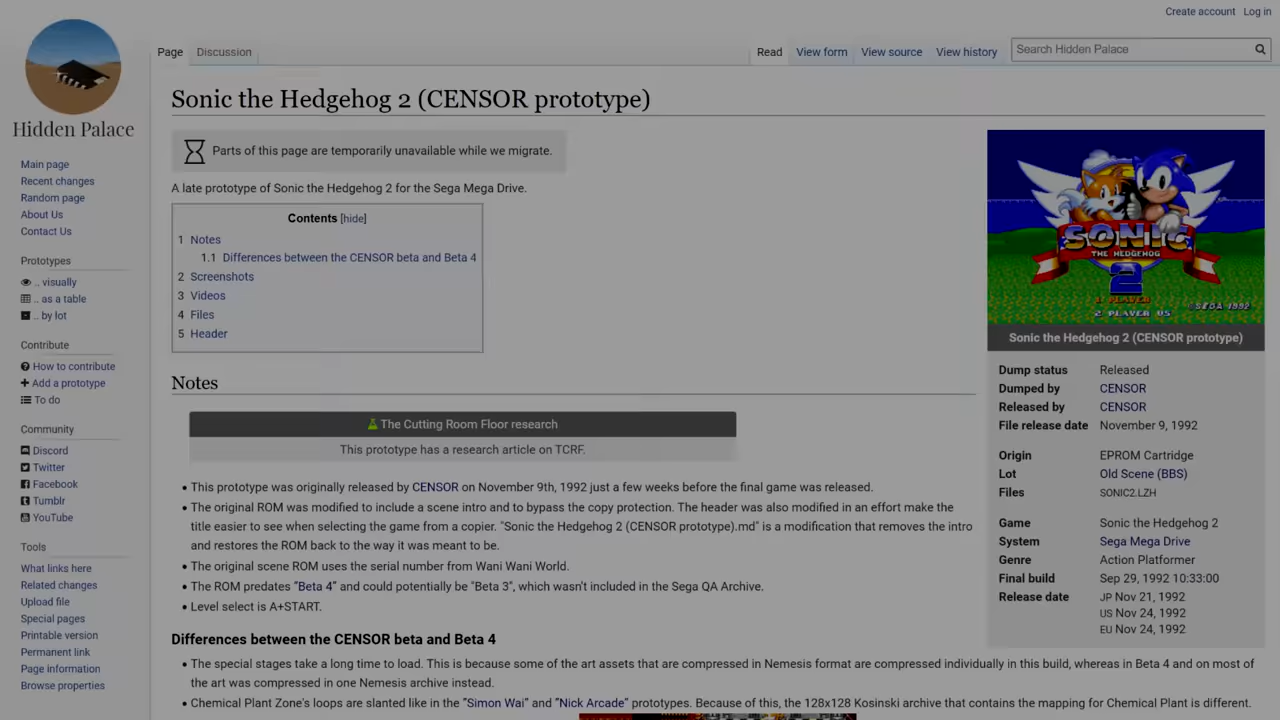 Create account Log in
Page Discussion Read View form View source View history Search Hidden Palace
Hidden Palace
Main page
Recent changes
Random page
About Us
Contact Us
Prototypes
.. visually
.. as a table
.. by lot
Contribute
How to contribute
Add a prototype
To do
Community
Discord
Twitter
Facebook
Tumblr
YouTube
Tools
What links here
Related changes
Upload file
Special pages
Printable version
Permanent link
Page information
Browse properties
Sonic the Hedgehog 2 (CENSOR prototype)
Parts of this page are temporarily unavailable while we migrate.
A late prototype of Sonic the Hedgehog 2 for the Sega Mega Drive.
Contents [hide]
1 Notes
1.1 Differences between the CENSOR beta and Beta 4
2 Screenshots
3 Videos
4 Files
5 Header
Notes
The Cutting Room Floor research
This prototype has a research article on TCRF.
• This prototype was originally released by CENSOR on November 9th, 1992 just a few weeks before the final game was released.
• The original ROM was modified to include a scene intro and to bypass the copy protection. The header was also modified in an effort make the
title easier to see when selecting the game from a copier. "Sonic the Hedgehog 2 (CENSOR prototype).md" is a modification that removes the intro
and restores the ROM back to the way it was meant to be.
• The original scene ROM uses the serial number from Wani Wani World.
• The ROM predates "Beta 4" and could potentially be "Beta 3", which wasn't included in the Sega QA Archive.
• Level select is A+START.
Differences between the CENSOR beta and Beta 4
• The special stages take a long time to load. This is because some of the art assets that are compressed in Nemesis format are compressed individually in this build, whereas in Beta 4 and on most of
the art was compressed in one Nemesis archive instead.
• Chemical Plant Zone's loops are slanted like in the "Simon Wai" and "Nick Arcade" prototypes. Because of this, the 128x128 Kosinski archive that contains the mapping for Chemical Plant is different.
SONIC
THE HEDGEHOG
2
1 PLAYER
2 PLAYER VS
©SEGA 1992
Sonic the Hedgehog 2 (CENSOR prototype)
Dump status Released
Dumped by CENSOR
Released by CENSOR
File release date November 9, 1992
Origin EPROM Cartridge
Lot Old Scene (BBS)
Files SONIC2.LZH
Game Sonic the Hedgehog 2
System Sega Mega Drive
Genre Action Platformer
Final build Sep 29, 1992 10:33:00
Release date JP Nov 21, 1992
US Nov 24, 1992
EU Nov 24, 1992